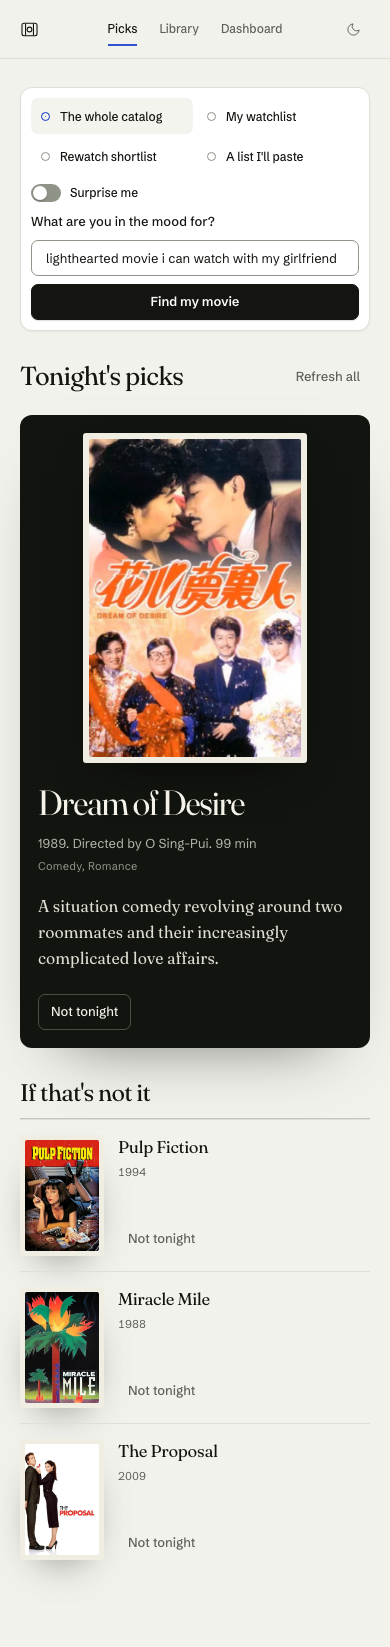 Picks
Library
Dashboard
The whole catalog
My watchlist
Rewatch shortlist
A list I'll paste
Surprise me
What are you in the mood for?
lighthearted movie i can watch with my girlfriend
Find my movie
Tonight's picks
Refresh all
花心夢裏人
DREAM OF DESIRE
Dream of Desire
1989. Directed by O Sing-Pui. 99 min
Comedy, Romance
A situation comedy revolving around two
roommates and their increasingly
complicated love affairs.
Not tonight
If that's not it
PULP FICTION
Pulp Fiction
1994
Not tonight
MIRACLE
MILE
Miracle Mile
1988
Not tonight
THE
PROPOSAL
The Proposal
2009
Not tonight